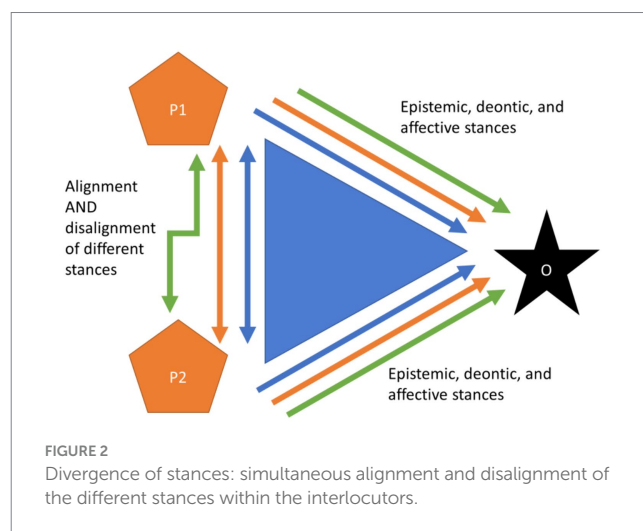 P1
Epistemic, deontic, and
affective stances
Alignment
AND
disalignment
of different
stances
O
P2
Epistemic, deontic, and
affective stances
FIGURE 2
Divergence of stances: simultaneous alignment and disalignment of
the different stances within the interlocutors.